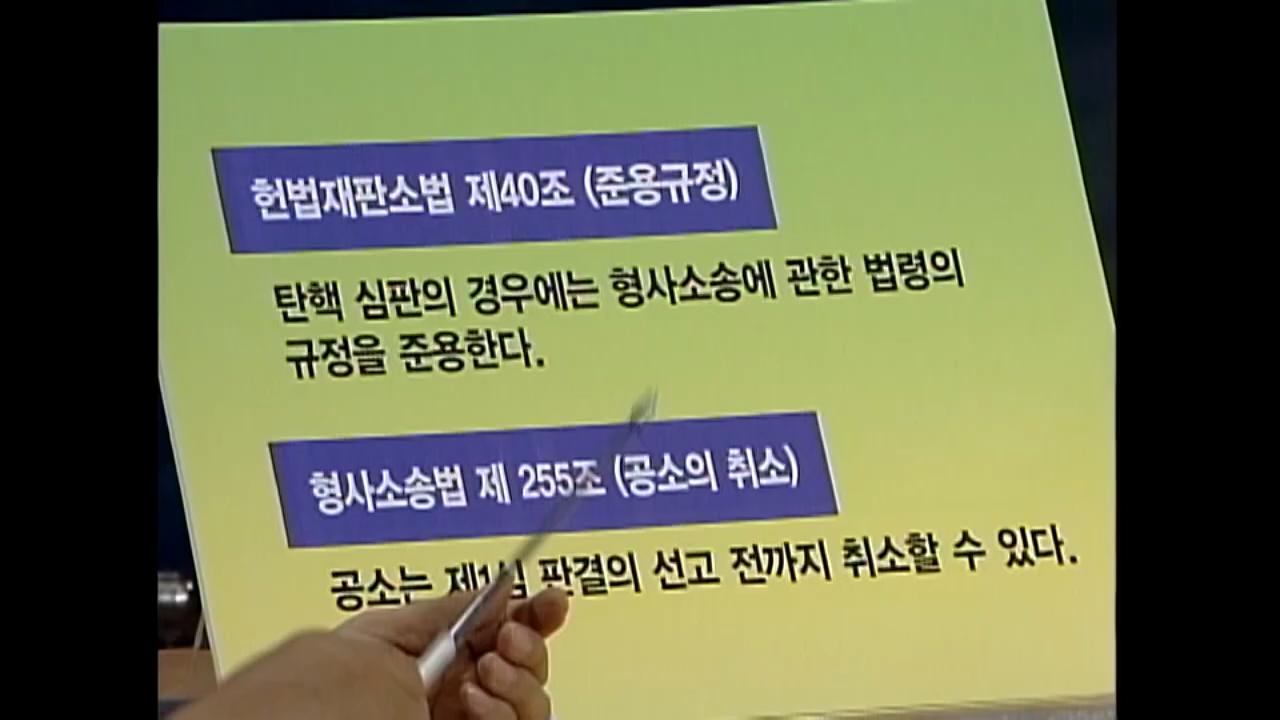 헌법재판소법 제40조 (준용규정)
탄핵 심판의 경우에는 형사소송에 관한 법령의
규정을 준용한다.
형사소송법 제 255조 (공소의 취소)
공소는 제1심 판결의 선고 전까지 취소할 수 있다.